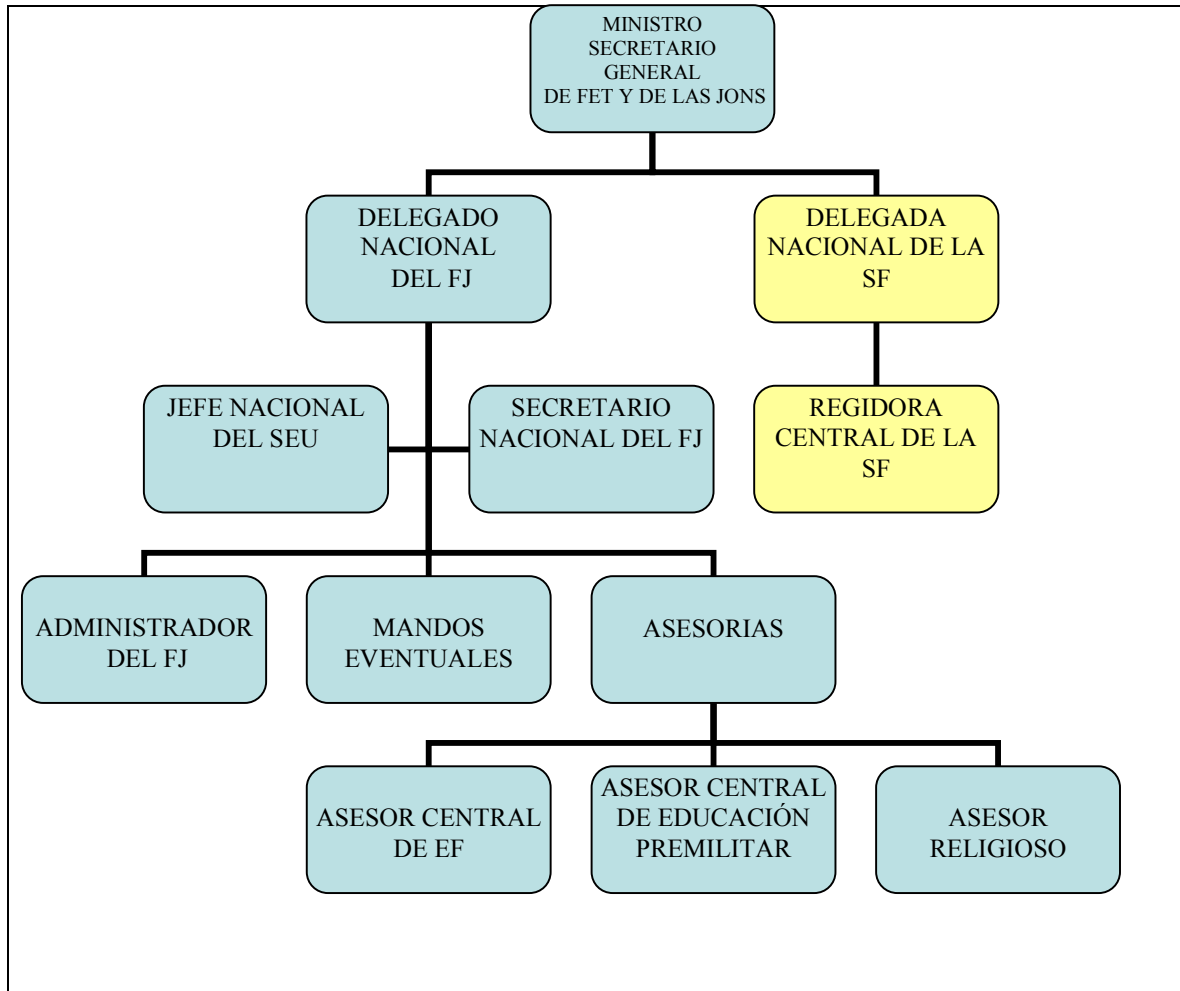 MINISTRO
SECRETARIO
GENERAL
DE FET Y DE LAS JONS
DELEGADO
NACIONAL
DEL FJ
DELEGADA
NACIONAL DE LA
SF
JEFE NACIONAL
DEL SEU
SECRETARIO
NACIONAL DEL FJ
REGIDORA
CENTRAL DE LA
SF
ADMINISTRADOR
DEL FJ
MANDOS
EVENTUALES
ASESORIAS
ASESOR CENTRAL
DE EF
ASESOR CENTRAL
DE EDUCACIÓN
PREMILITAR
ASESOR
RELIGIOSO